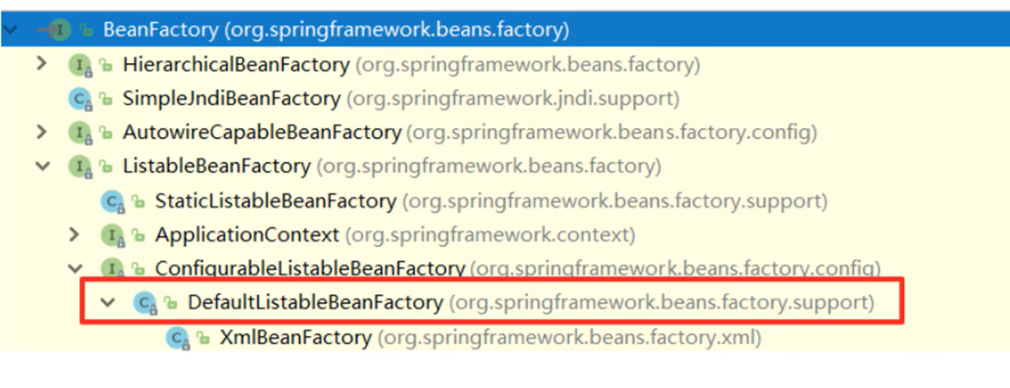 BeanFactory (org.springframework.beans.factory)
HierarchicalBeanFactory (org.springframework.beans.factory)
SimpleJndiBeanFactory (org.springframework.jndi.support)
AutowireCapableBeanFactory (org.springframework.beans.factory.config)
ListableBeanFactory (org.springframework.beans.factory)
StaticListableBeanFactory (org.springframework.beans.factory.support)
ApplicationContext (org.springframework.context)
ConfigurableListableBeanFactory (org.springframework.beans.factory.config)
DefaultListableBeanFactory (org.springframework.beans.factory.support)
XmlBeanFactory (org.springframework.beans.factory.xml)